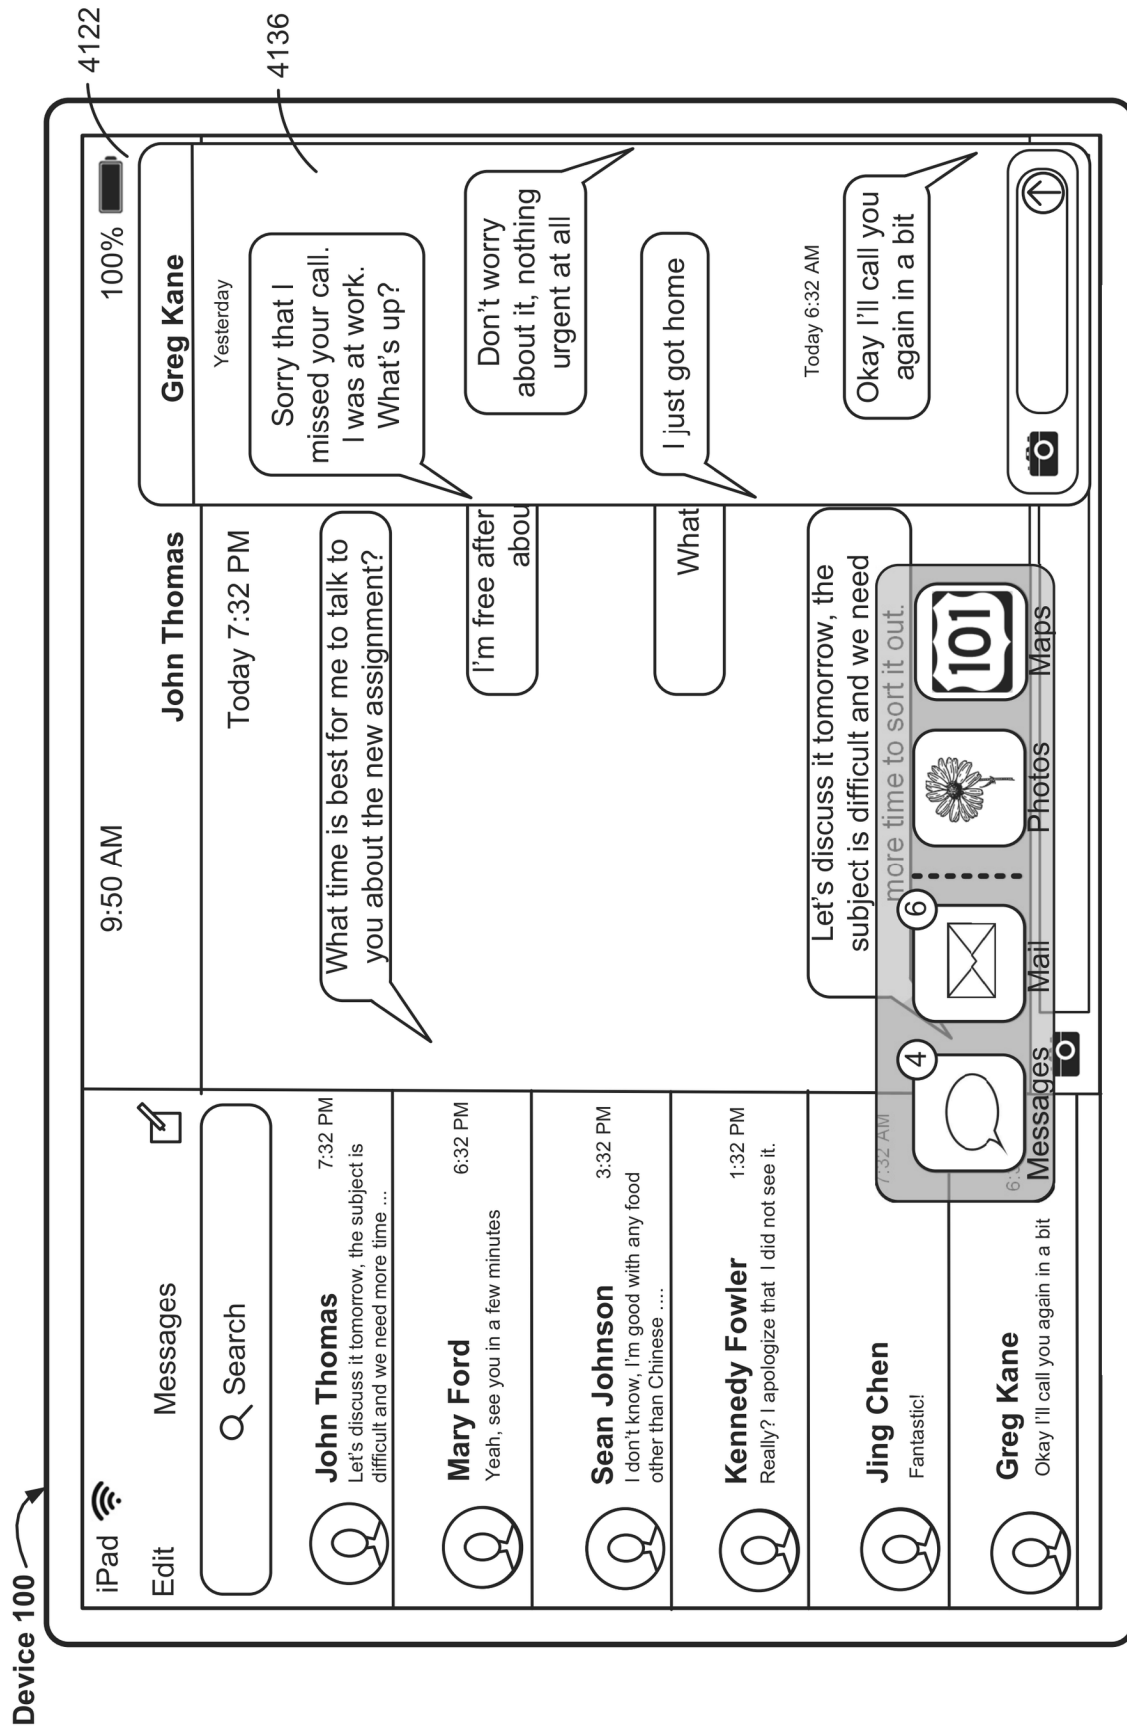 Device 100
4122
4136
iPad
9:50 AM
100%
Edit
Messages
Search
John Thomas
7:32 PM
Let's discuss it tomorrow, the subject is
difficult and we need more time ...
Mary Ford
6:32 PM
Yeah, see you in a few minutes
Sean Johnson
3:32 PM
I don't know, I'm good with any food
other than Chinese ....
Kennedy Fowler
1:32 PM
Really? I apologize that I did not see it.
Jing Chen
7:32 AM
Fantastic!
Greg Kane
6:3
Okay I'll call you again in a bit
John Thomas
Today 7:32 PM
What time is best for me to talk to
you about the new assignment?
I'm free after
abou
What
Let's discuss it tomorrow, the
subject is difficult and we need
more time to sort it out.
Greg Kane
Yesterday
Sorry that I
missed your call.
I was at work.
What's up?
Don't worry
about it, nothing
urgent at all
I just got home
Today 6:32 AM
Okay I'll call you
again in a bit
4
6
101
Messages
Mail
Photos
Maps